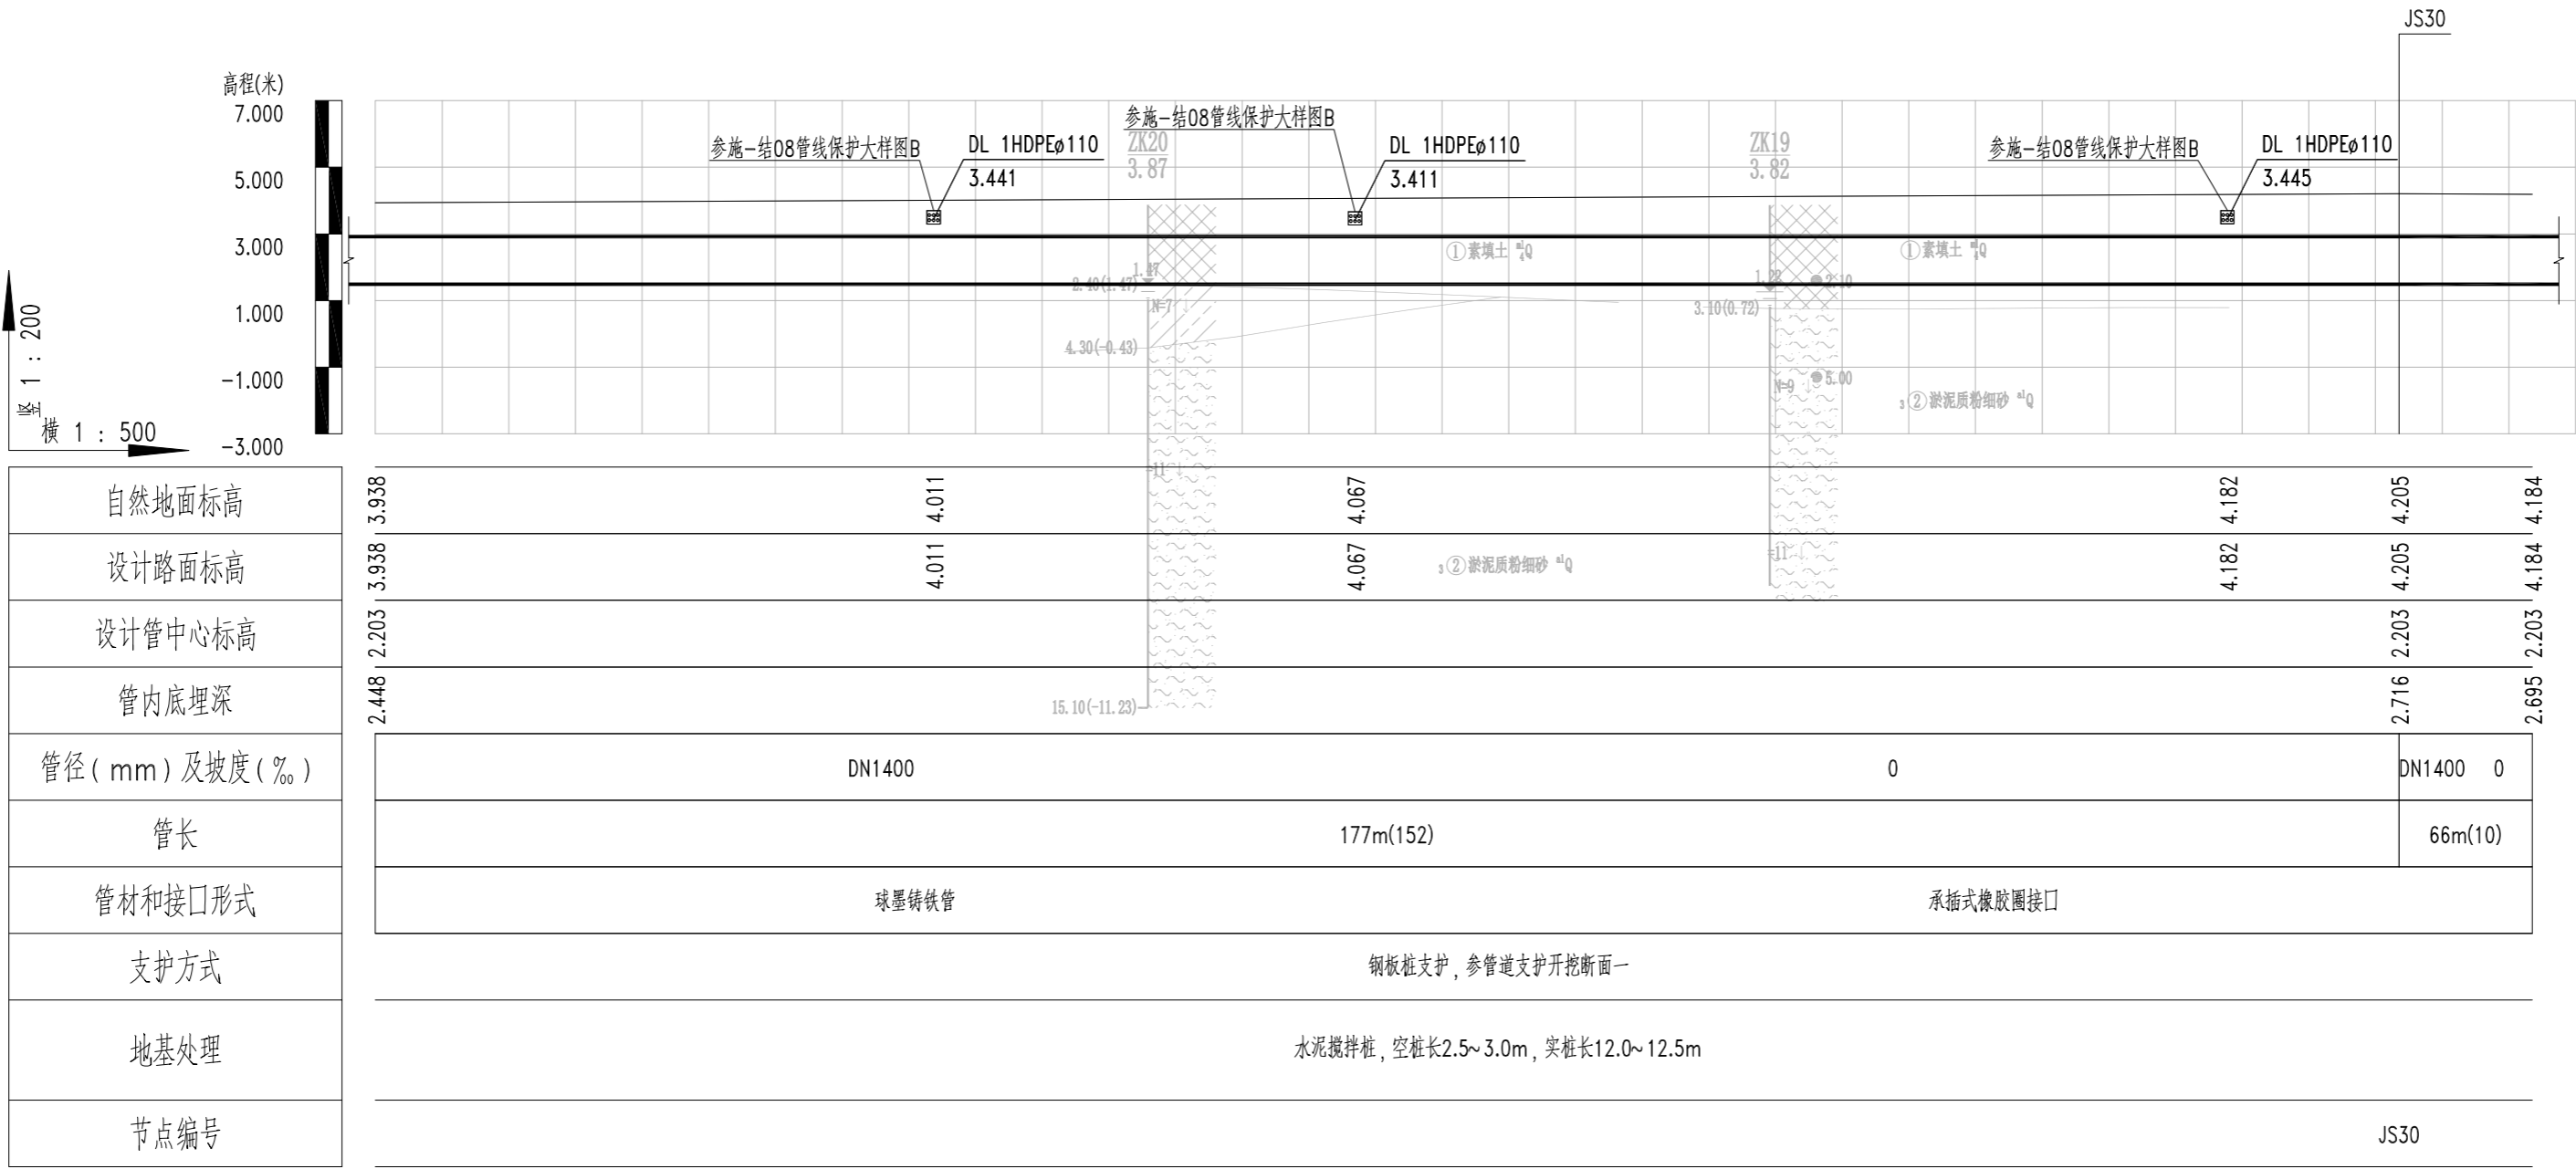 JS30
高程(米)
7.000
5.000
3.000
1.000
-1.000
-3.000
竖 1 : 200
横 1 : 500
参施-结08管线保护大样图B
DL 1HDPEø110
3.441
参施-结08管线保护大样图B
ZK20
3.87
DL 1HDPEø110
3.411
ZK19
3.82
参施-结08管线保护大样图B
DL 1HDPEø110
3.445
①素填土
①素填土
1.47
2.40(1.47)
N=7
4.30(-0.43)
3.10(0.72)
N=9
5.00
②淤泥质粉细砂
=11
=11
②淤泥质粉细砂
15.10(-11.23)
自然地面标高 3.938 4.011 4.067 4.182 4.205 4.184
设计路面标高 3.938 4.011 4.067 4.182 4.205 4.184
设计管中心标高 2.203 2.203 2.203
管内底埋深 2.448 2.716 2.695
管径(mm)及坡度(‰) DN1400 0 DN1400 0
管长 177m(152) 66m(10)
管材和接口形式 球墨铸铁管 承插式橡胶圈接口
支护方式 钢板桩支护,参管道支护开挖断面一
地基处理 水泥搅拌桩,空桩长2.5~3.0m,实桩长12.0~12.5m
节点编号 JS30